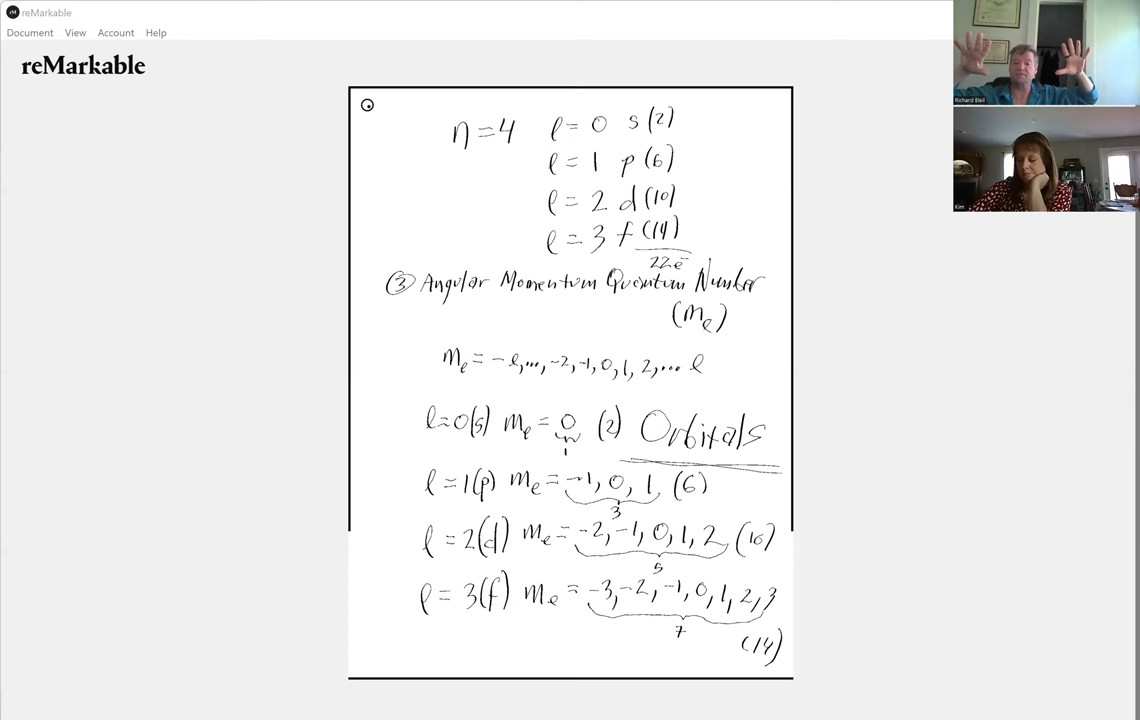 reMarkable
Document View Account Help
reMarkable
n=4 l= 0 s (2)
l= 1 p (6)
l= 2 d (10)
l= 3 f (14)
22e⁻
③ Angular Momentum Quantum Number
(mₗ)
mₗ = -l,..., -2, -1, 0, 1, 2,... l
l=0(s) mₗ = 0 (2) Orbitals
1
l=1(p) mₗ = -1, 0, 1, (6)
3
l=2(d) mₗ = -2, -1, 0, 1, 2, (10)
5
l=3(f) mₗ = -3, -2, -1, 0, 1, 2, 3
7
(14)
Richard Bleil
Kim